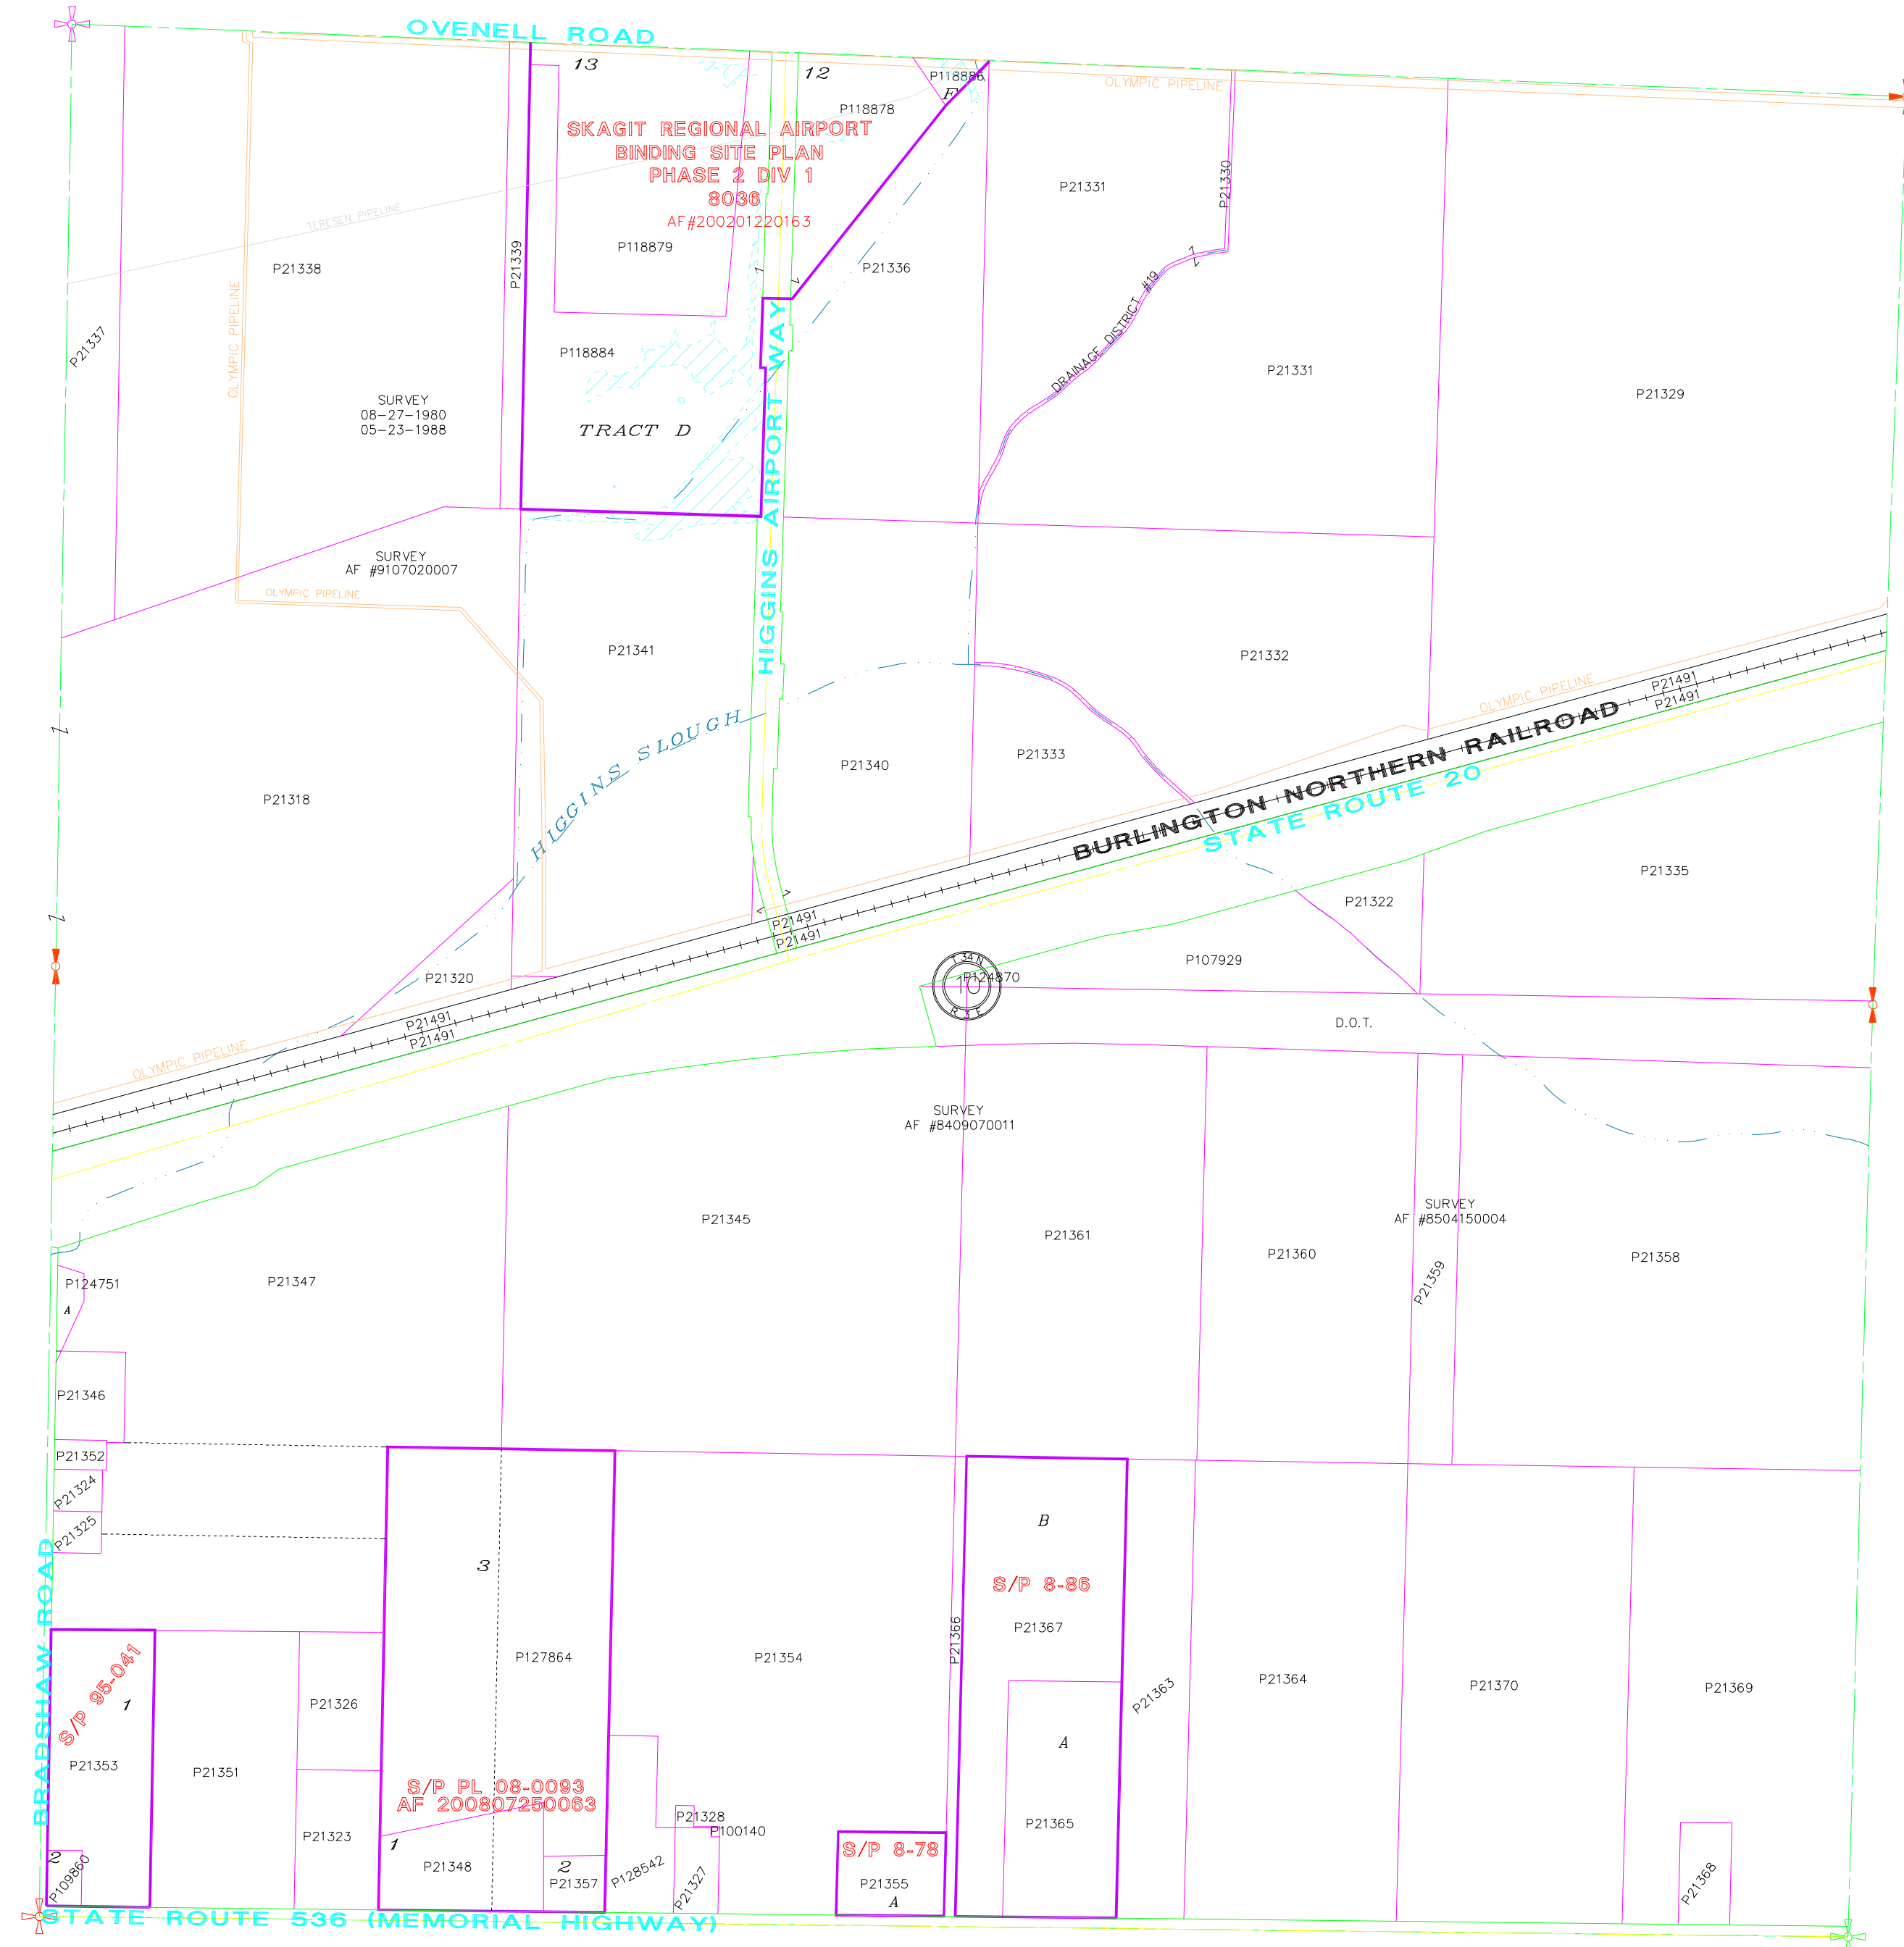 OVENELL ROAD
13
12
P118886
F
OLYMPIC PIPELINE
P118878
SKAGIT REGIONAL AIRPORT
BINDING SITE PLAN
PHASE 2 DIV 1
8036
AF#200201220163
P21331
P21330
TERESEN PIPELINE
P21338
P21339
P118879
P21336
DRAINAGE DISTRICT #19
P21337
OLYMPIC PIPELINE
P118884
P21331
P21329
SURVEY
08-27-1980
05-23-1988
TRACT D
HIGGINS AIRPORT WAY
SURVEY
AF #9107020007
OLYMPIC PIPELINE
P21341
P21332
P21491
P21491
OLYMPIC PIPELINE
HIGGINS SLOUGH
P21340
P21333
BURLINGTON NORTHERN RAILROAD
STATE ROUTE 20
P21318
P21335
P21322
P21491
P21491
P21320
P107929
T 34 N
P124870
10
R 3 E
P21491
P21491
D.O.T.
OLYMPIC PIPELINE
SURVEY
AF #8409070011
P21345
P21361
SURVEY
AF #8504150004
P21360
P21359
P21358
P124751
A
P21347
P21346
P21352
P21324
P21325
BRADSHAW ROAD
3
B
S/P 8-86
P21367
P21366
S/P 95-041
1
P21326
P127864
P21354
P21363
P21364
P21370
P21369
P21353
P21351
A
S/P PL 08-0093
AF 200807250063
P21328
P100140
P21323
1
P21348
2
P21357
P128542
P21327
S/P 8-78
P21355
A
P21365
P21368
2
P109860
STATE ROUTE 536 (MEMORIAL HIGHWAY)